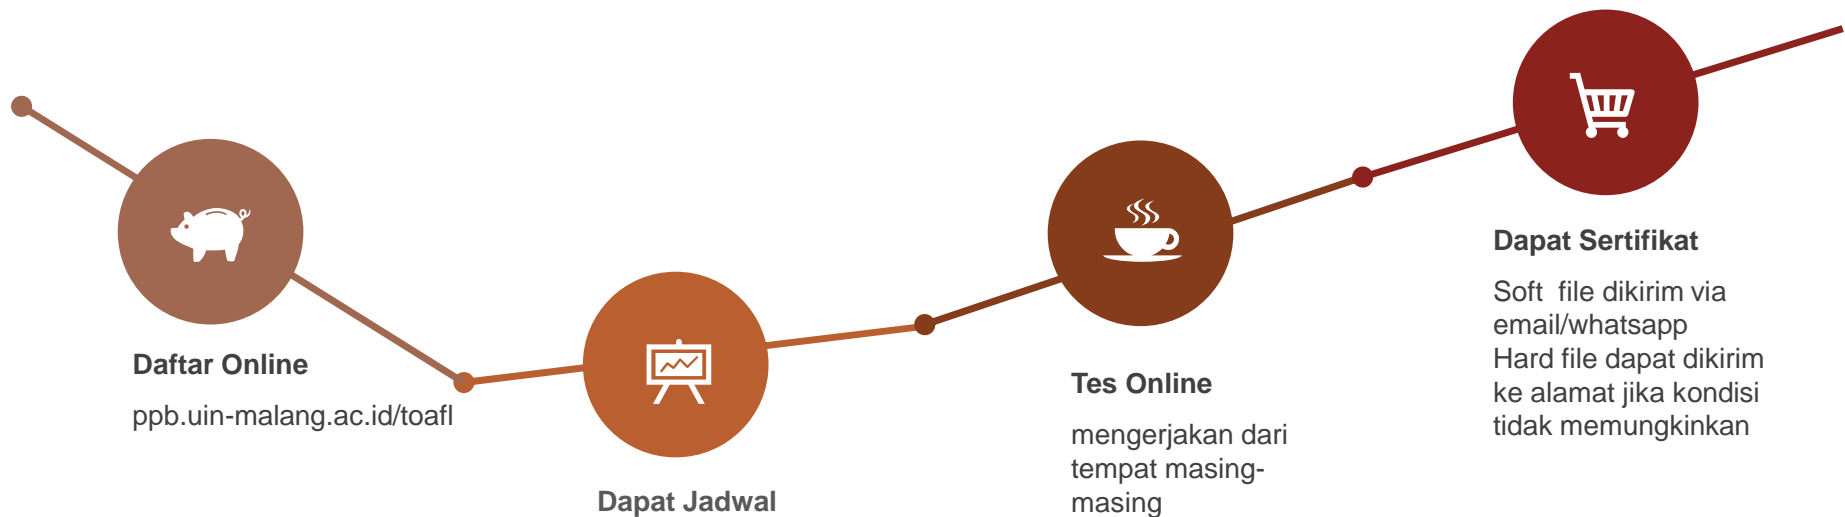 Daftar Online
ppb.uin-malang.ac.id/toafl
Dapat Jadwal
Tes Online
mengerjakan dari
tempat masing-
masing
Dapat Sertifikat
Soft  file dikirim via
email/whatsapp
Hard file dapat dikirim
ke alamat jika kondisi
tidak memungkinkan